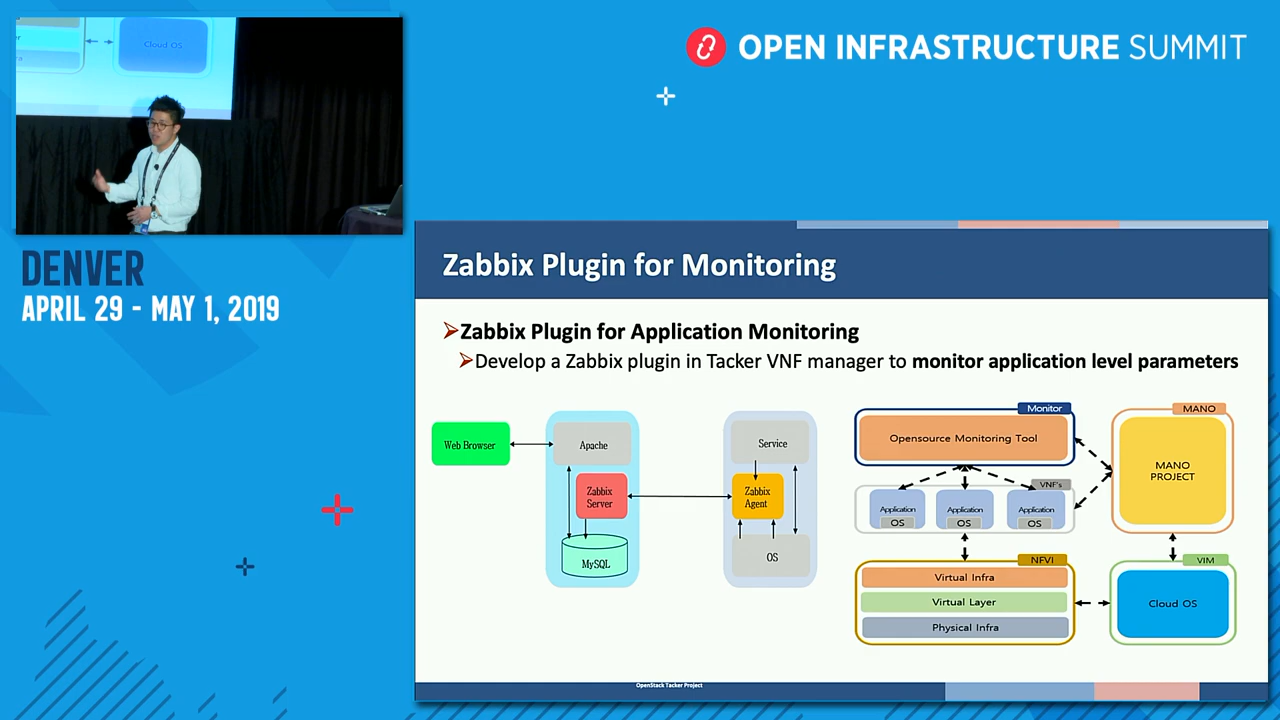 Cloud OS
OPEN INFRASTRUCTURE SUMMIT
DENVER
APRIL 29 - MAY 1, 2019
Zabbix Plugin for Monitoring
Zabbix Plugin for Application Monitoring
Develop a Zabbix plugin in Tacker VNF manager to monitor application level parameters
Web Browser
Apache
Zabbix
Server
MySQL
Service
Zabbix
Agent
OS
Monitor
Opensource Monitoring Tool
VNF's
Application
OS
Application
OS
Application
OS
NFVI
Virtual Infra
Virtual Layer
Physical Infra
MANO
MANO
PROJECT
VIM
Cloud OS
OpenStack Tacker Project